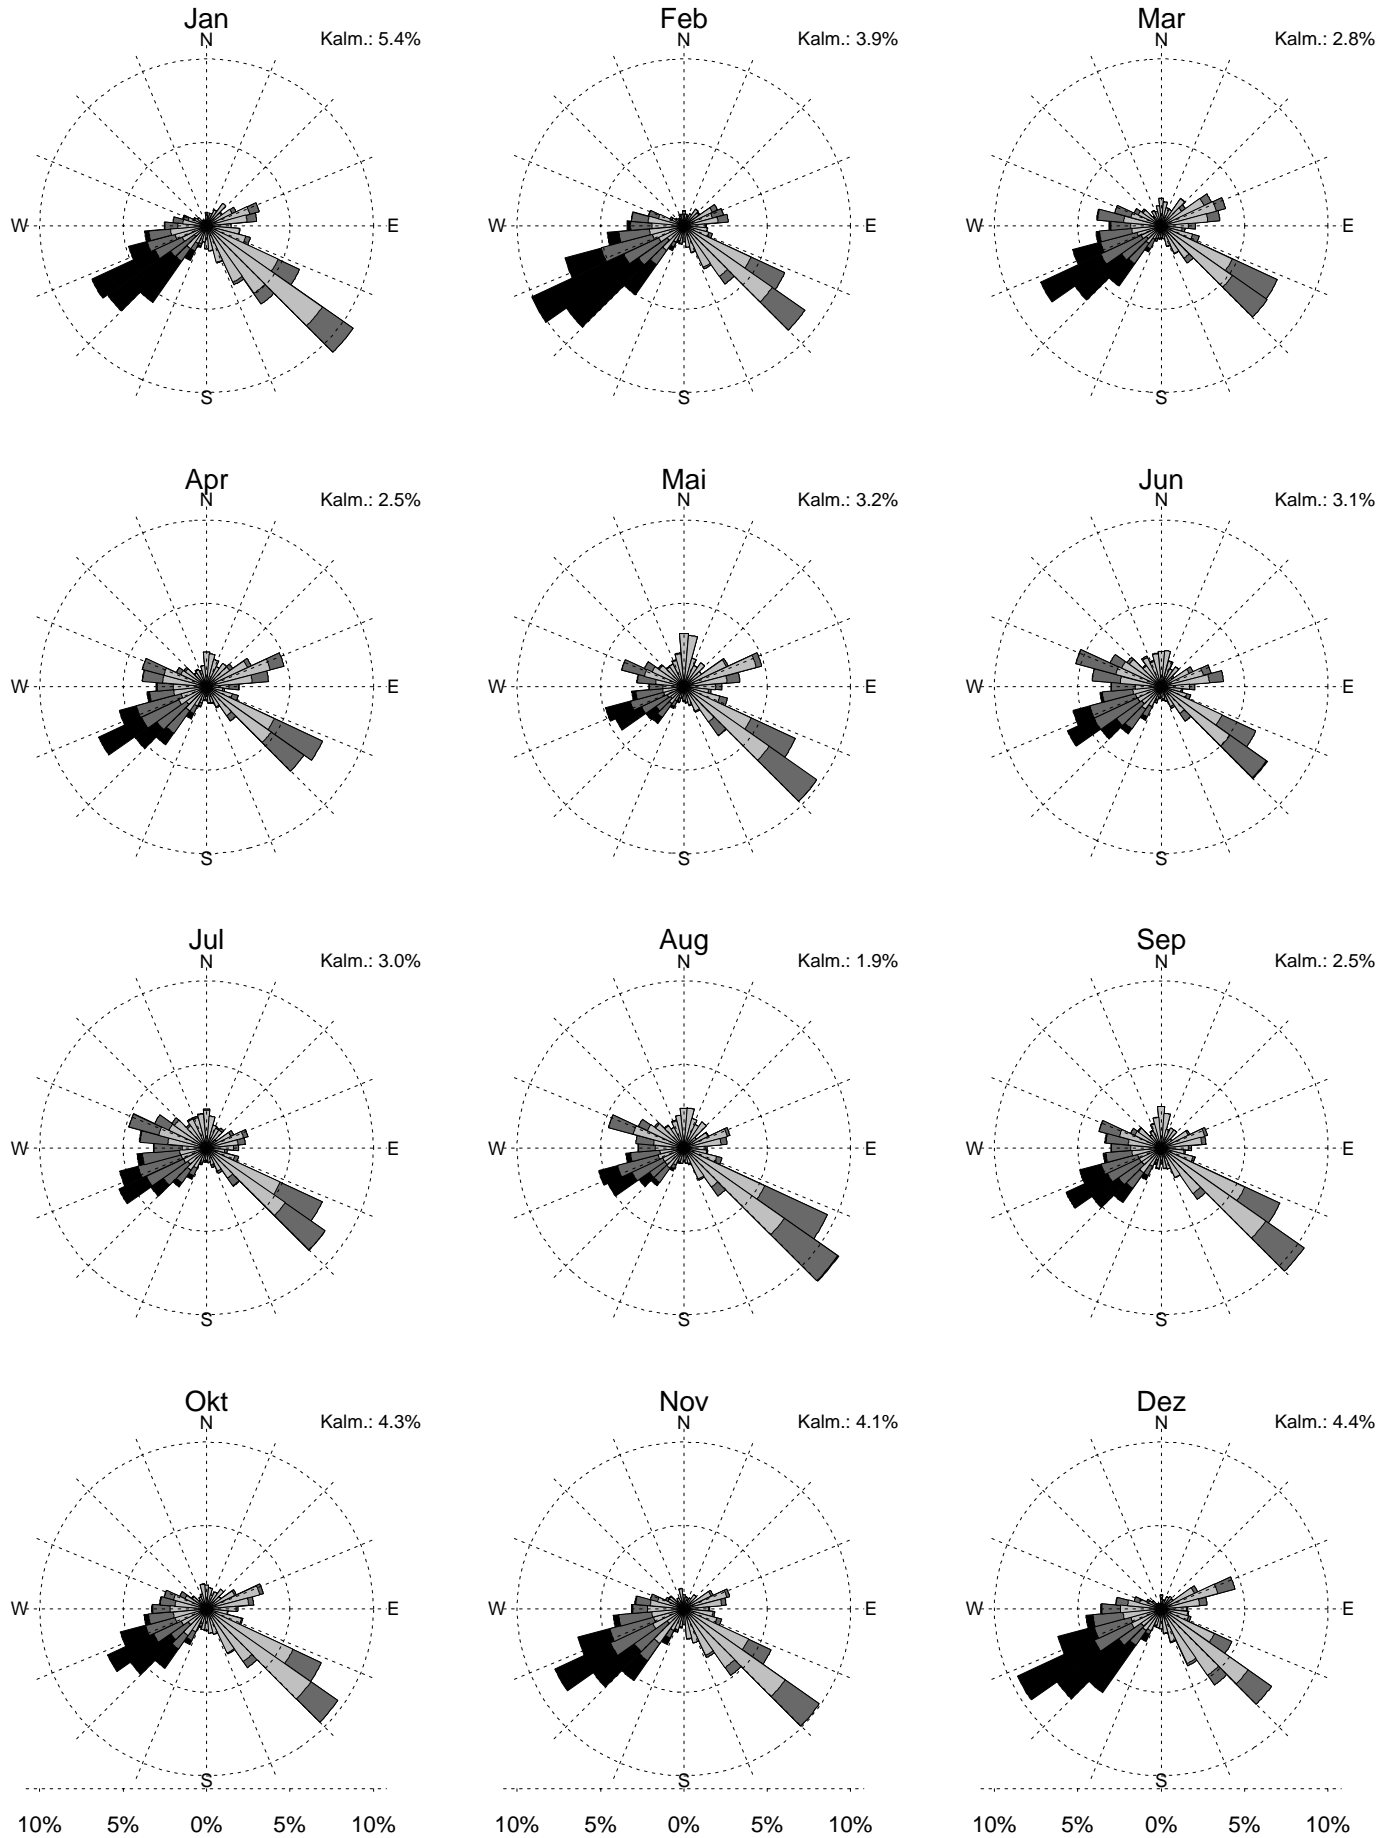 Jan Feb Mar
N Kalm.: 5.4% N Kalm.: 3.9% N Kalm.: 2.8%
W E W E W E
S S S
Apr Mai Jun
N Kalm.: 2.5% N Kalm.: 3.2% N Kalm.: 3.1%
W E W E W E
S S S
Jul Aug Sep
N Kalm.: 3.0% N Kalm.: 1.9% N Kalm.: 2.5%
W E W E W E
S S S
Okt Nov Dez
N Kalm.: 4.3% N Kalm.: 4.1% N Kalm.: 4.4%
W E W E W E
S S S
10% 5% 0% 5% 10% 10% 5% 0% 5% 10% 10% 5% 0% 5% 10%